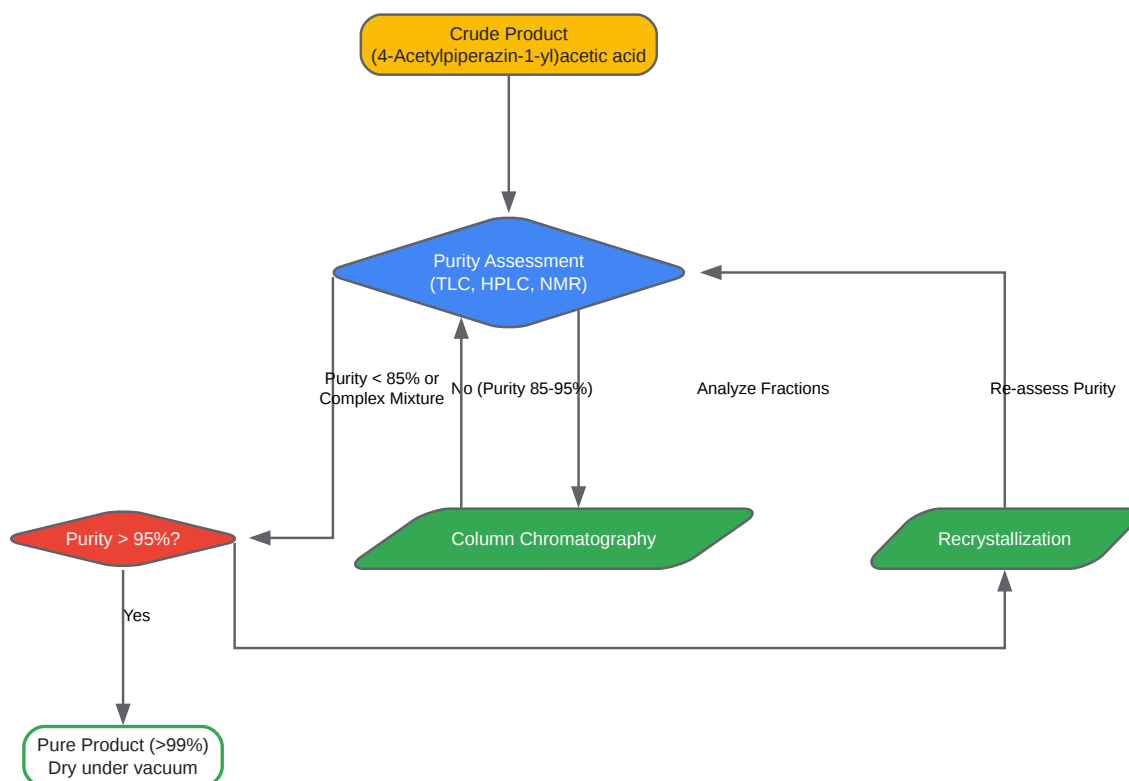 Crude Product
(4-Acetylpiperazin-1-yl)acetic acid
Purity Assessment
(TLC, HPLC, NMR)
Purity < 85% or
Complex Mixture
No (Purity 85-95%)
Analyze Fractions
Re-assess Purity
Purity > 95%?
Column Chromatography
Recrystallization
Yes
Pure Product (>99%)
Dry under vacuum